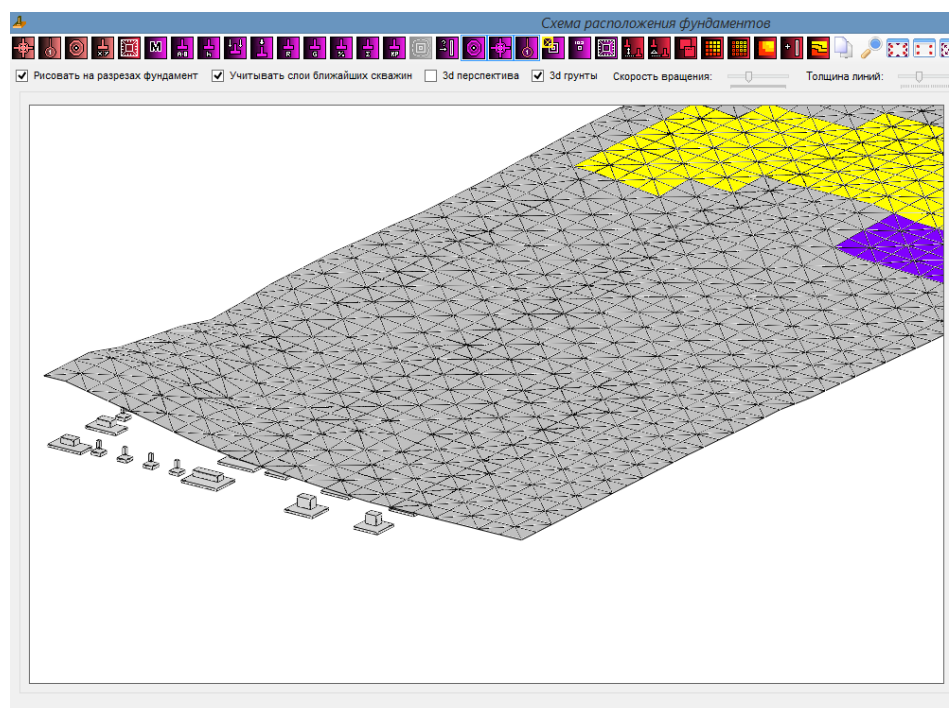 Схема расположения фундаментов
Рисовать на разрезах фундамент Учитывать слои ближайших скважин 3d перспектива 3d грунты Скорость вращения: Толщина линий: